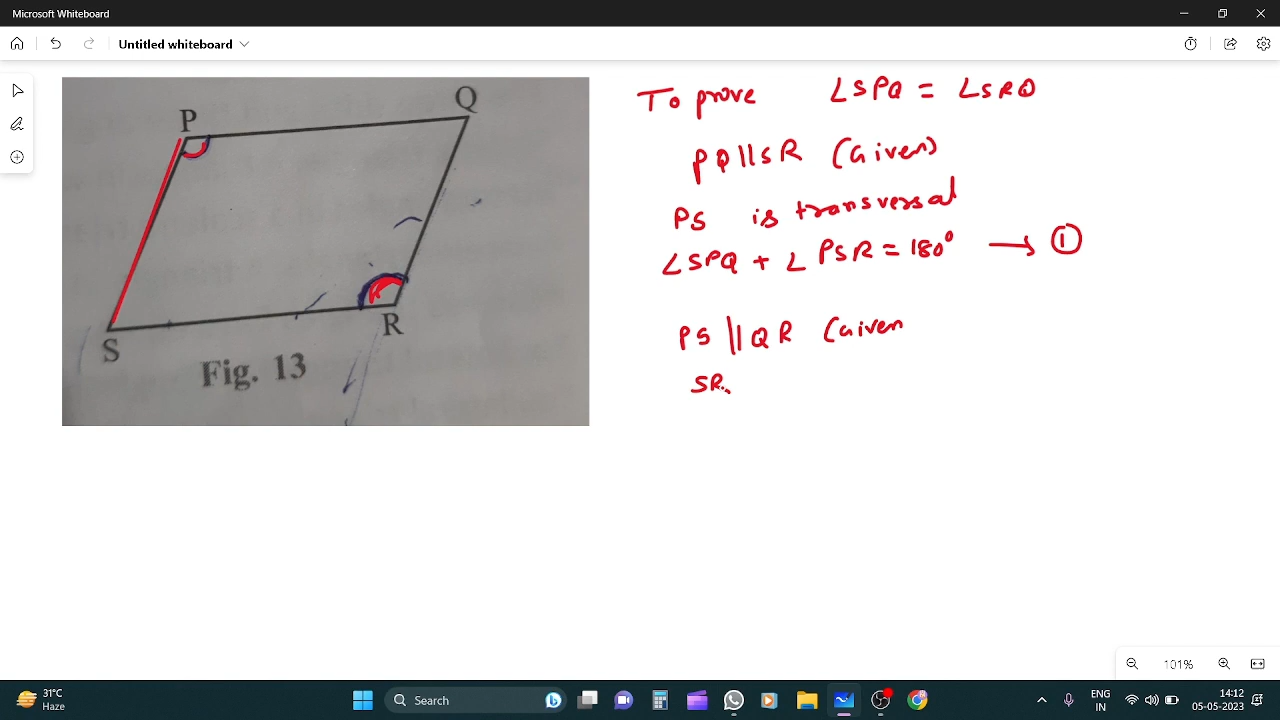 Microsoft Whiteboard
Untitled whiteboard
P
Q
S
R
Fig. 13
To prove ∠SPQ = ∠SRQ
PQ||SR (Given)
PS is transversal
∠SPQ + ∠PSR = 180° → ①
PS || QR (Given
SR
101%
31°C
Haze
Search
ENG
IN
14:12
05-05-2023